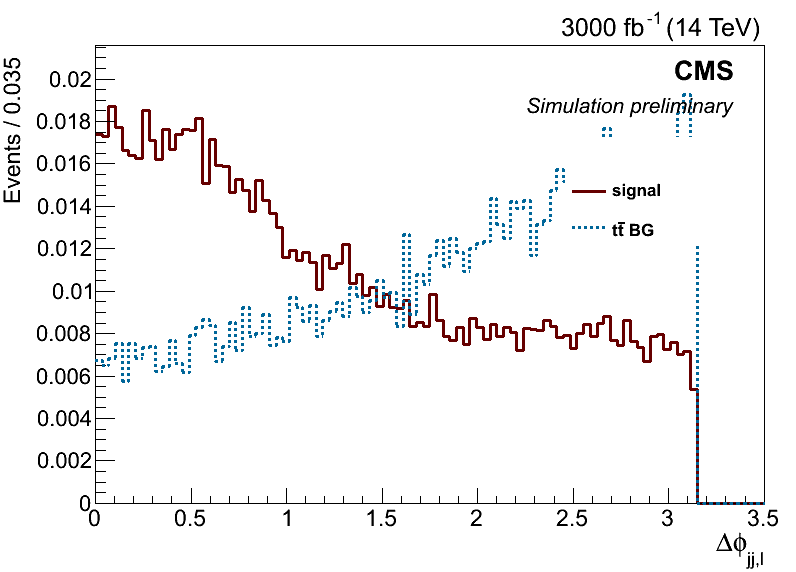 3000 fb⁻¹ (14 TeV)
CMS
Simulation preliminary
signal
tt̄ BG
Events / 0.035
0.02
0.018
0.016
0.014
0.012
0.01
0.008
0.006
0.004
0.002
0
0 0.5 1 1.5 2 2.5 3 3.5
Δϕjj,l